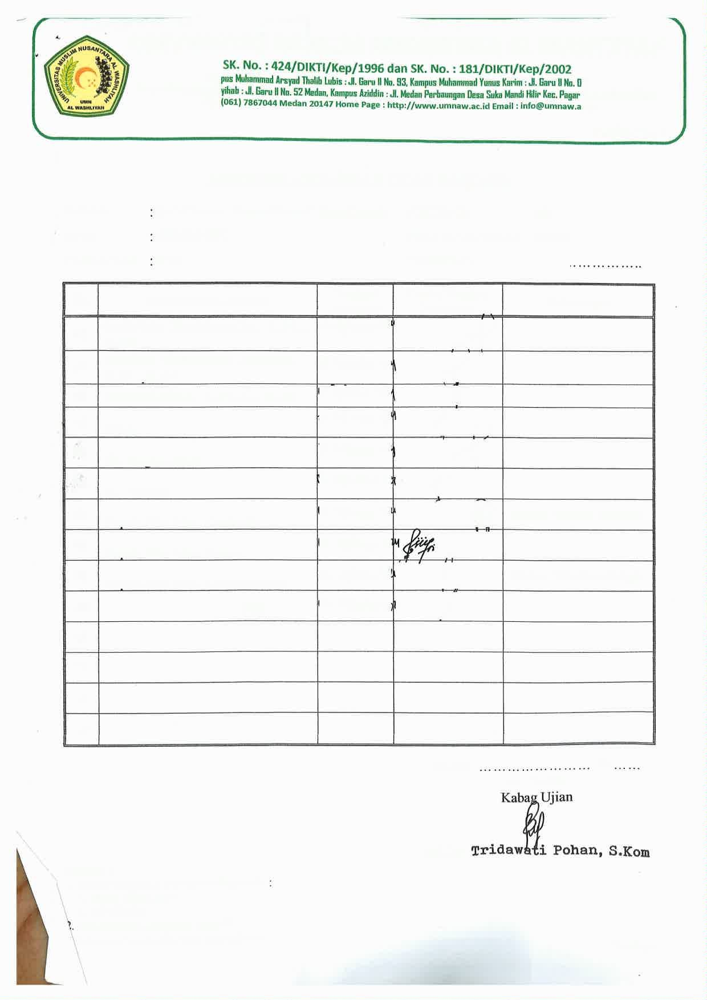 UNIVERSITAS MUSLIM NUSANTARA AL WASHLIYAH
UMN
AL WASHLIYAH
SK. No. : 424/DIKTI/Kep/1996 dan SK. No. : 181/DIKTI/Kep/2002
pus Muhammad Arsyad Thalib Lubis : Jl. Garu II No. 93, Kampus Muhammad Yunus Karim : Jl. Garu II No. 0
yihab : Jl. Garu II No. 52 Medan, Kampus Aziddin : Jl. Medan Perbaungan Desa Suka Mandi Hilir Kec. Pagar
(061) 7867044 Medan 20147 Home Page : http://www.umnaw.ac.id Email : info@umnaw.a
:
:
:
................
........................ ......
Kabag Ujian
Tridawati Pohan, S.Kom
:
2.